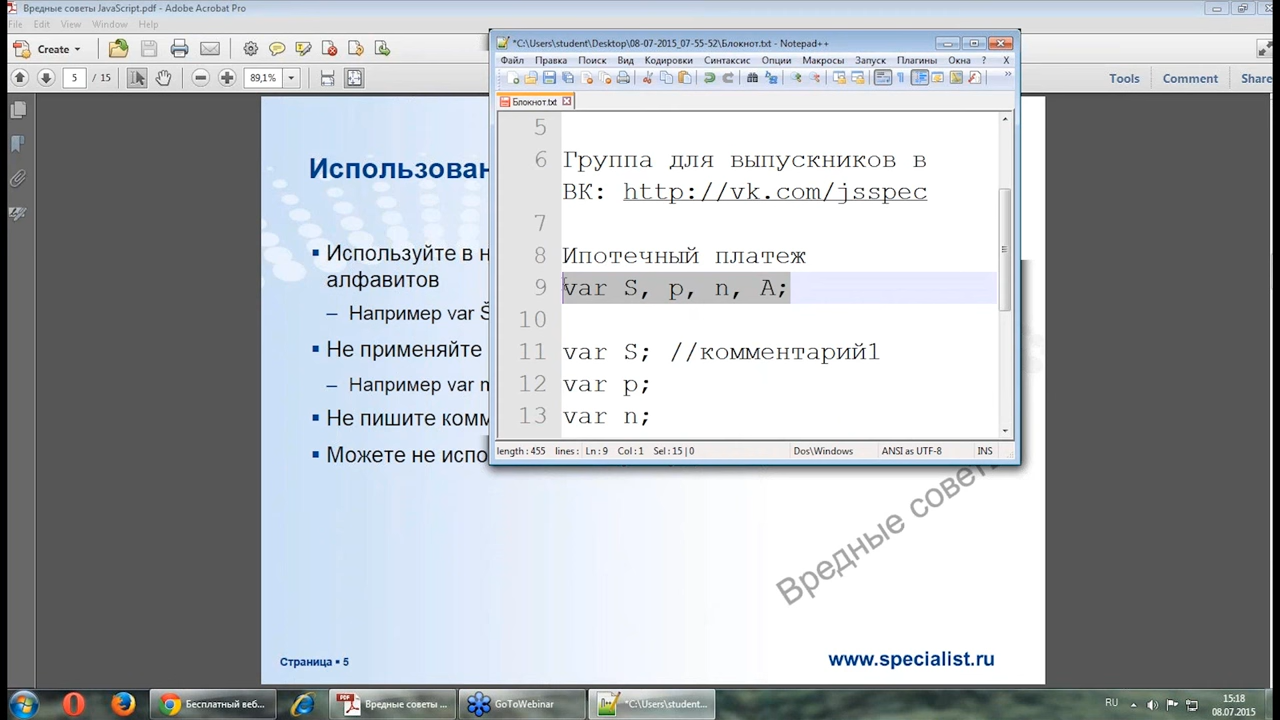 Вредные советы JavaScript.pdf - Adobe Acrobat Pro
File Edit View Window Help
Create
5 / 15
89,1%
Tools Comment Share
Использован
Используйте в н
алфавитов
– Например var Š
Не применяйте
– Например var m
Не пишите комм
Можете не испо
Вредные совет
Страница ▪ 5
www.specialist.ru
*C:\Users\student\Desktop\08-07-2015_07-55-52\Блокнот.txt - Notepad++
Файл Правка Поиск Вид Кодировки Синтаксис Опции Макросы Запуск Плагины Окна ? X
Блокнот.txt
5
6 Группа для выпускников в
ВК: http://vk.com/jsspec
7
8 Ипотечный платеж
9 var S, p, n, A;
10
11 var S; //комментарий1
12 var p;
13 var n;
length : 455 lines : Ln : 9 Col : 1 Sel : 15 | 0 Dos\Windows ANSI as UTF-8 INS
Бесплатный веб...
Вредные советы ...
GoToWebinar
*C:\Users\student...
RU
15:18
08.07.2015